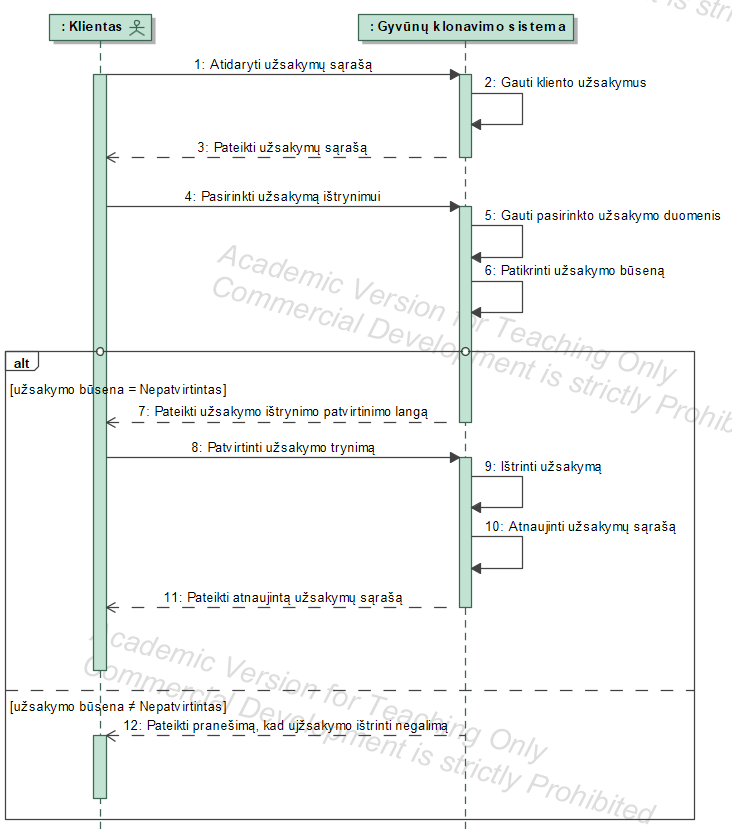 is stri
: Klientas
: Gyvūnų klonavimo sistema
1: Atidaryti užsakymų sąrašą
2: Gauti kliento užsakymus
3: Pateikti užsakymų sąrašą
4: Pasirinkti užsakymą ištrynimui
5: Gauti pasirinkto užsakymo duomenis
6: Patikrinti užsakymo būseną
Academic Version for Teaching Only
Commercial Development is strictly Prohib
alt
[užsakymo būsena = Nepatvirtintas]
7: Pateikti užsakymo ištrynimo patvirtinimo langą
8: Patvirtinti užsakymo trynimą
9: Ištrinti užsakymą
10: Atnaujinti užsakymų sąrašą
11: Pateikti atnaujintą užsakymų sąrašą
Academic Version for Teaching Only
Commercial Development is strictly Prohibited
[užsakymo būsena ≠ Nepatvirtintas]
12: Pateikti pranešimą, kad ujžsakymo ištrinti negalimą